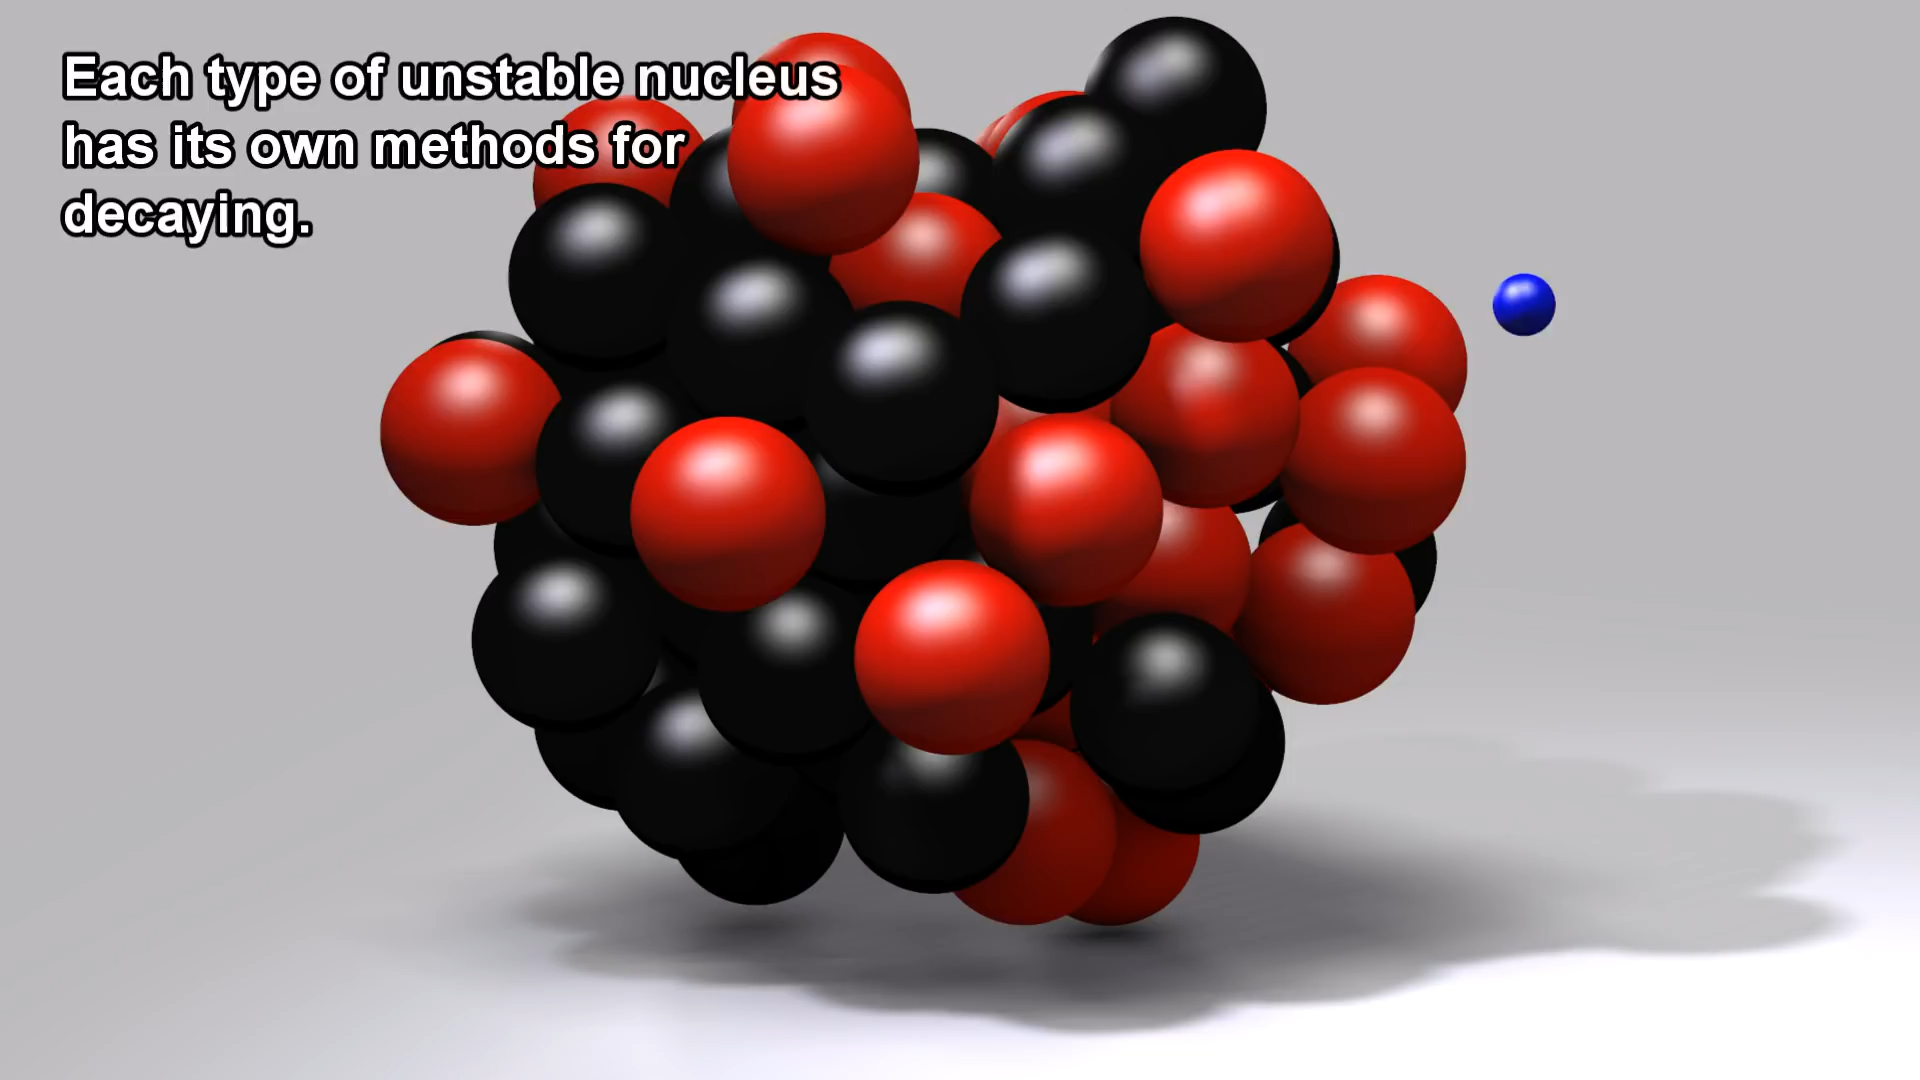 Each type of unstable nucleus
has its own methods for
decaying.